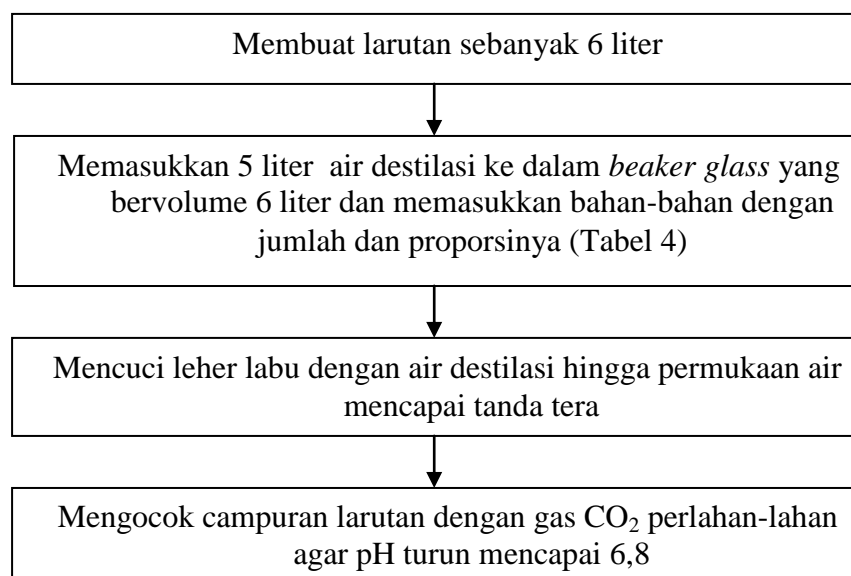 Membuat larutan sebanyak 6 liter
Memasukkan 5 liter  air destilasi ke dalam beaker glass yang
bervolume 6 liter dan memasukkan bahan-bahan dengan
jumlah dan proporsinya (Tabel 4)
Mencuci leher labu dengan air destilasi hingga permukaan air
mencapai tanda tera
Mengocok campuran larutan dengan gas CO₂ perlahan-lahan
agar pH turun mencapai 6,8